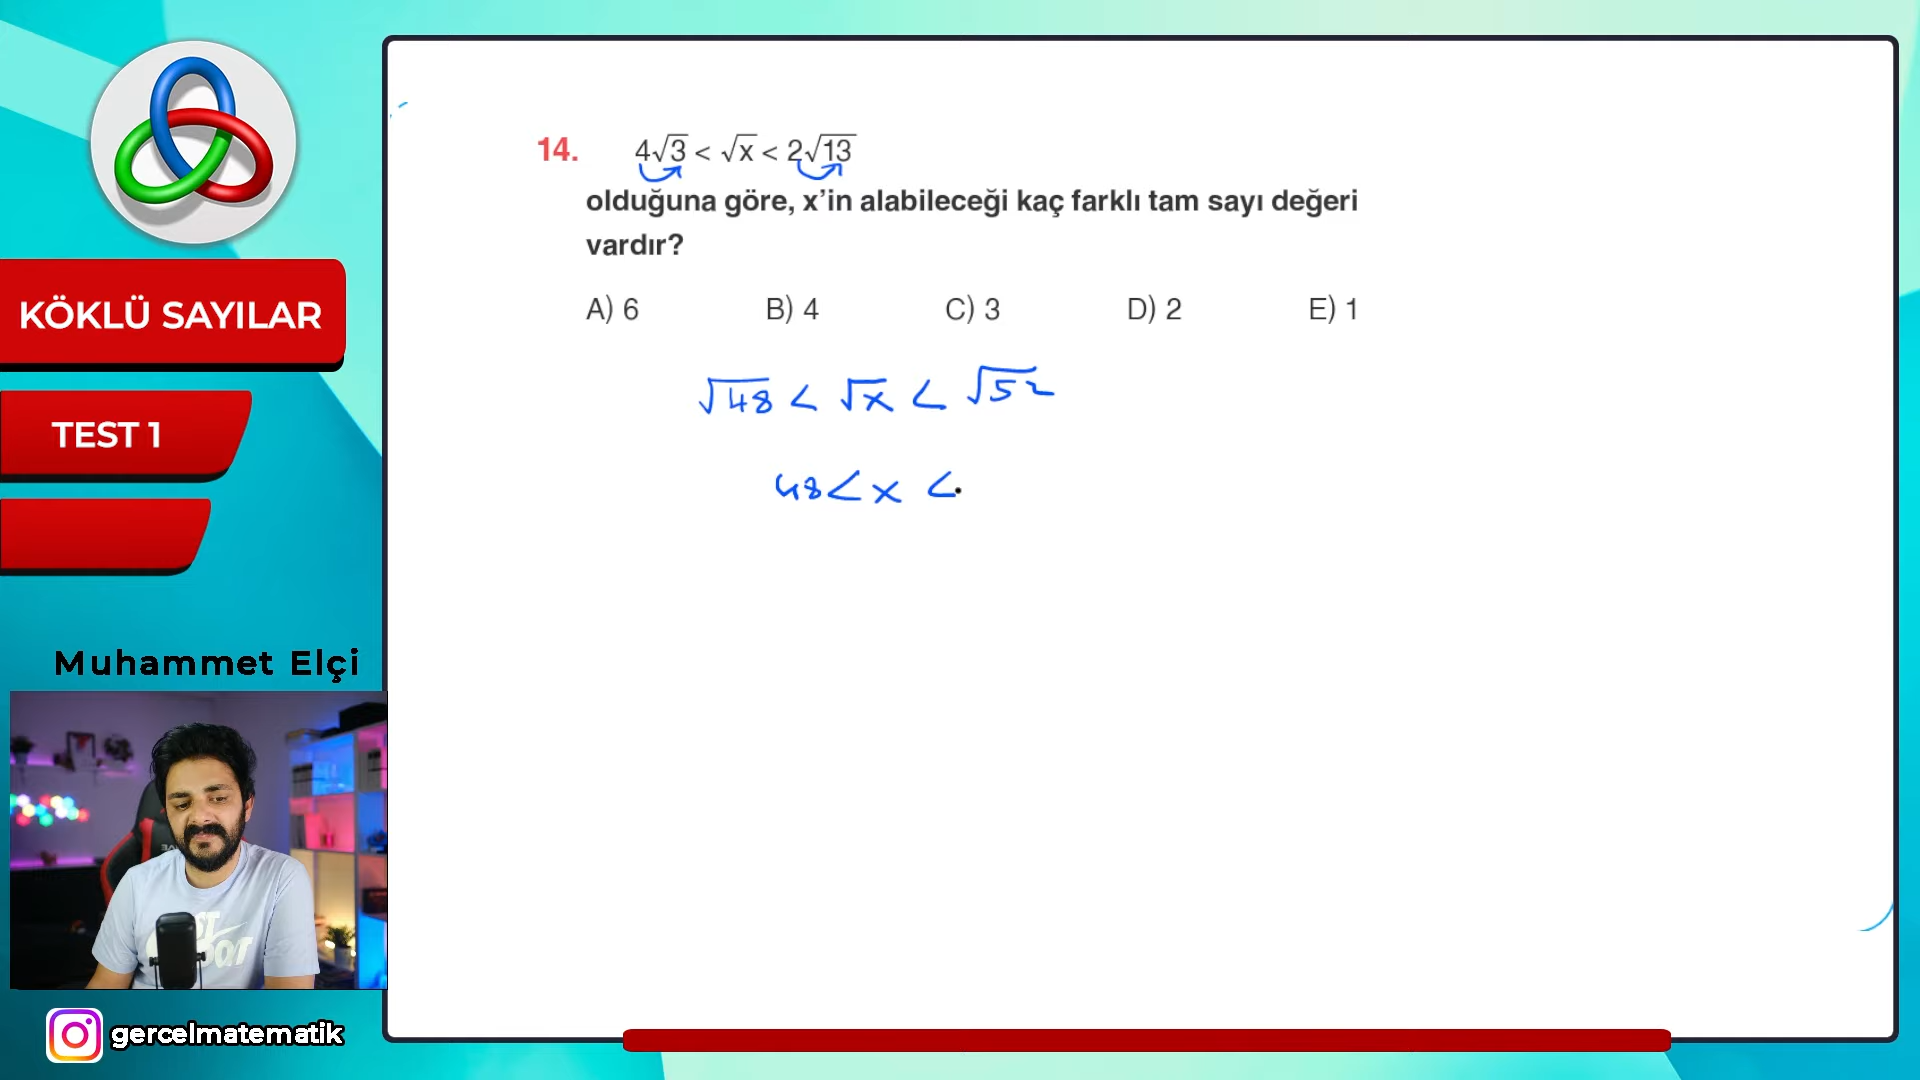 KÖKLÜ SAYILAR
TEST 1
Muhammet Elçi
gercelmatematik
14. 4√3 < √x < 2√13
olduğuna göre, x’in alabileceği kaç farklı tam sayı değeri
vardır?
A) 6 B) 4 C) 3 D) 2 E) 1
√48 < √x < √52
48 < x <